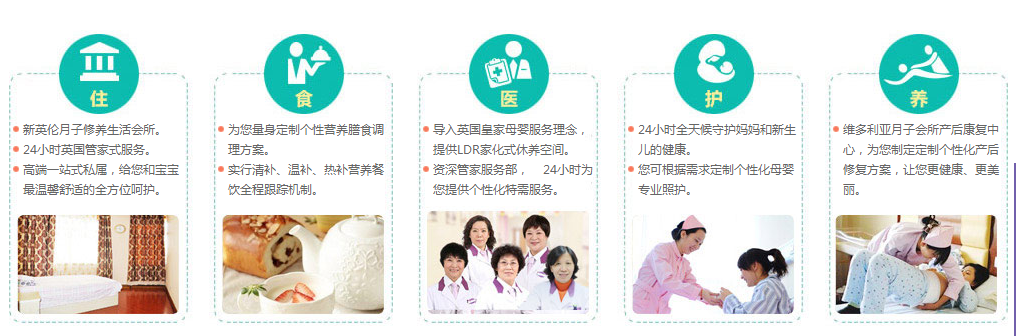 住
新英伦月子修养生活会所。
24小时英国管家式服务。
高端一站式私属，给您和宝宝
最温馨舒适的全方位呵护。
食
为您量身定制个性营养膳食调
理方案。
实行清补、温补、热补营养餐
饮全程跟踪机制。
医
导入英国皇家母婴服务理念，
提供LDR家化式休养空间。
资深管家服务部， 24小时为
您提供个性化特需服务。
护
24小时全天候守护妈妈和新生
儿的健康。
您可根据需求定制个性化母婴
专业照护。
养
维多利亚月子会所产后康复中
心，为您制定定制个性化产后
修复方案，让您更健康、更美
丽。